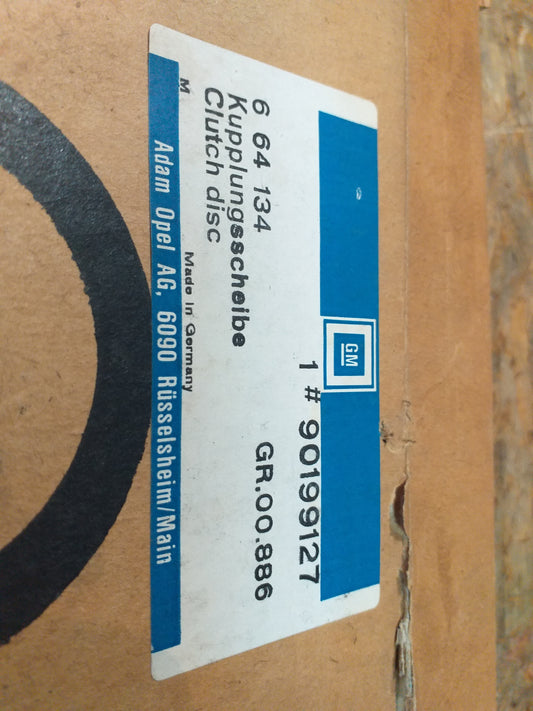 GM
1 # 90199127
6 64 134 GR.00.886
Kupplungsscheibe
Clutch disc
Made in Germany
M
Adam Opel AG, 6090 Rüsselsheim/Main